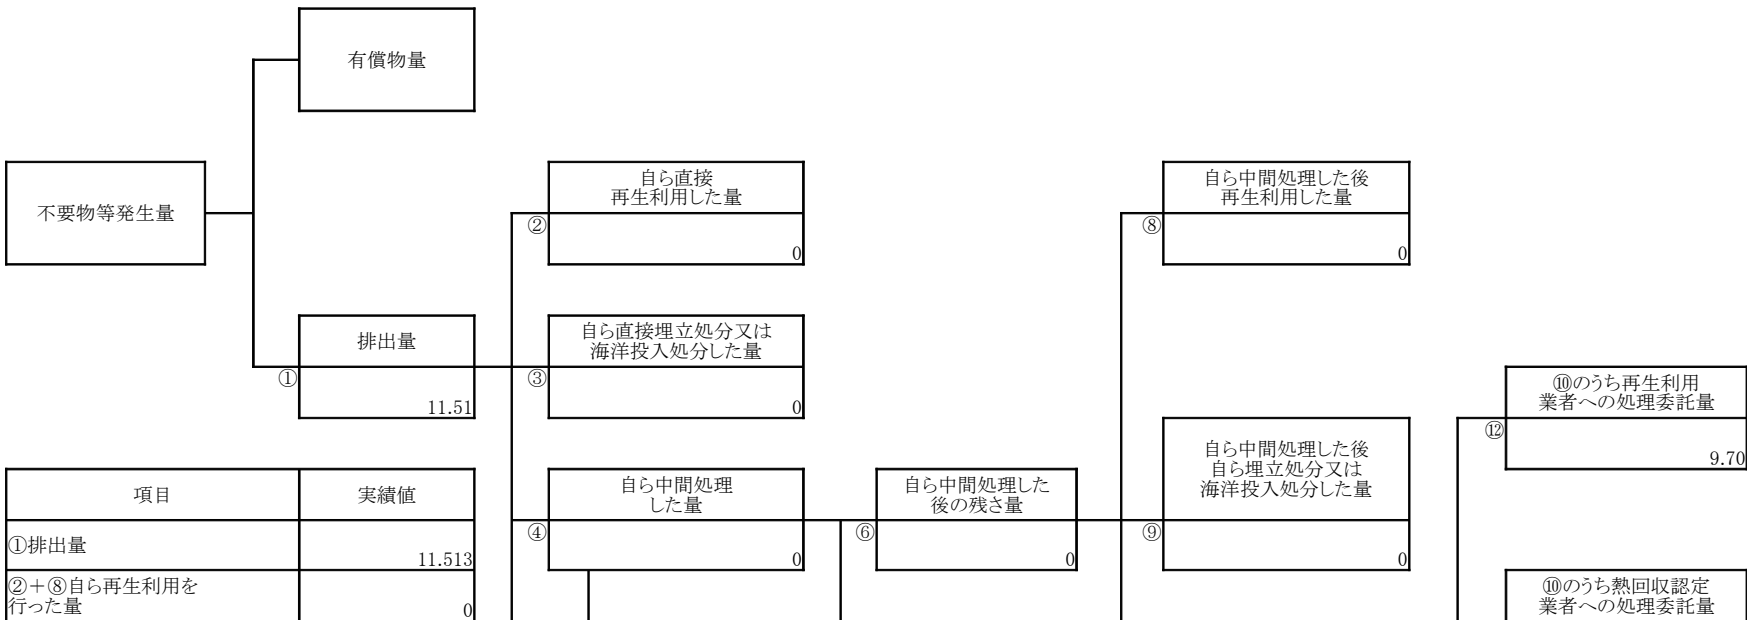 有償物量
不要物等発生量
自ら直接
再生利用した量
②
0
自ら中間処理した後
再生利用した量
⑧
0
排出量
①
11.51
自ら直接埋立処分又は
海洋投入処分した量
③
0
⑩のうち再生利用
業者への処理委託量
⑫
9.70
項目
実績値
①排出量
11.513
②+⑧自ら再生利用を
行った量
0
自ら中間処理
した量
④
0
自ら中間処理した
後の残さ量
⑥
0
自ら中間処理した後
自ら埋立処分又は
海洋投入処分した量
⑨
0
⑩のうち熱回収認定
業者への処理委託量